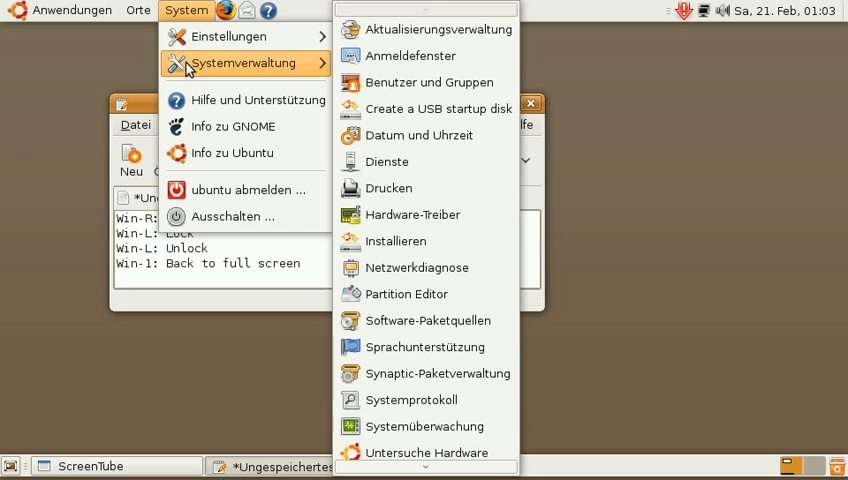 Anwendungen Orte System Sa, 21. Feb, 01:03
Einstellungen
Systemverwaltung
Hilfe und Unterstützung
Info zu GNOME
Info zu Ubuntu
ubuntu abmelden ...
Ausschalten ...
Aktualisierungsverwaltung
Anmeldefenster
Benutzer und Gruppen
Create a USB startup disk
Datum und Uhrzeit
Dienste
Drucken
Hardware-Treiber
Installieren
Netzwerkdiagnose
Partition Editor
Software-Paketquellen
Sprachunterstützung
Synaptic-Paketverwaltung
Systemprotokoll
Systemüberwachung
Untersuche Hardware
Datei
lfe
Neu
*Un
Win-R:
Win-L: Lock
Win-L: Unlock
Win-1: Back to full screen
ScreenTube
*Ungespeichertes